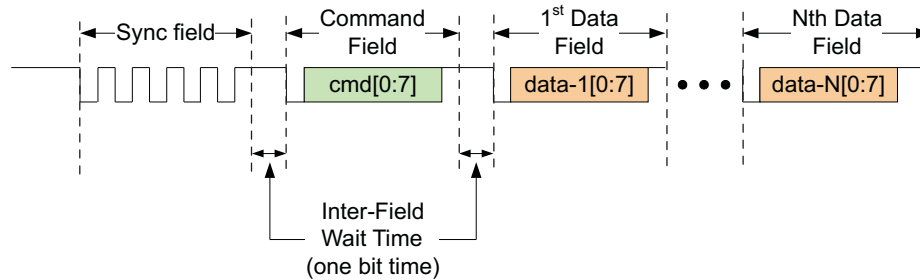 Sync field
Command
Field
1st Data
Field
Nth Data
Field
cmd[0:7]
data-1[0:7]
data-N[0:7]
Inter-Field
Wait Time
(one bit time)